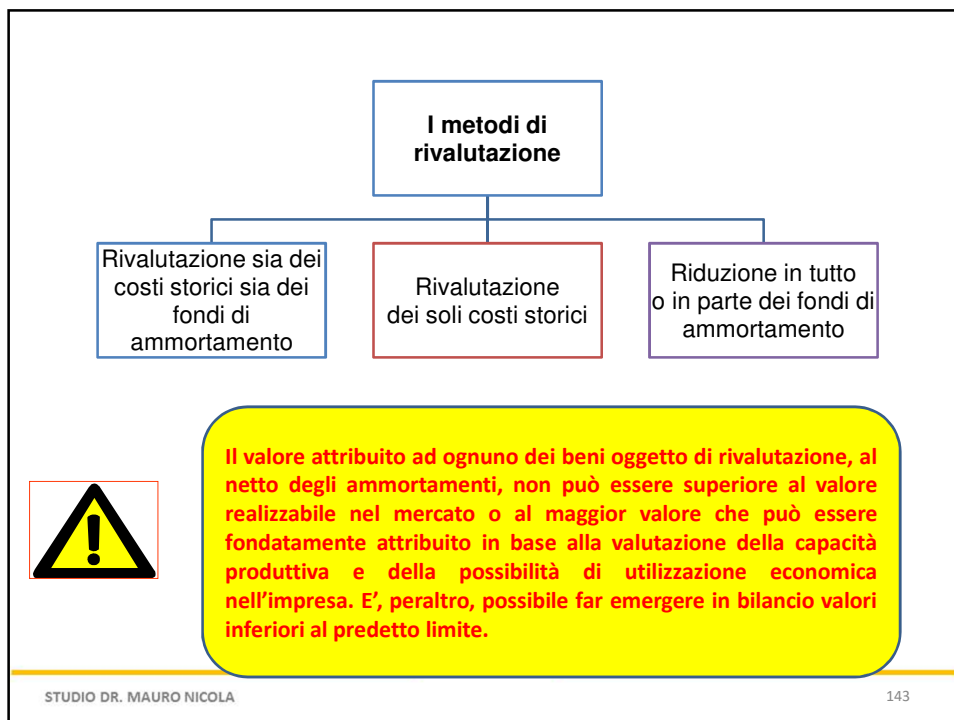 I metodi di
rivalutazione
Rivalutazione sia dei
costi storici sia dei
fondi di
ammortamento
Rivalutazione
dei soli costi storici
Riduzione in tutto
o in parte dei fondi di
ammortamento
Il valore attribuito ad ognuno dei beni oggetto di rivalutazione, al
netto degli ammortamenti, non può essere superiore al valore
realizzabile nel mercato o al maggior valore che può essere
fondatamente attribuito in base alla valutazione della capacità
produttiva e della possibilità di utilizzazione economica
nell'impresa. E', peraltro, possibile far emergere in bilancio valori
inferiori al predetto limite.
STUDIO DR. MAURO NICOLA
143